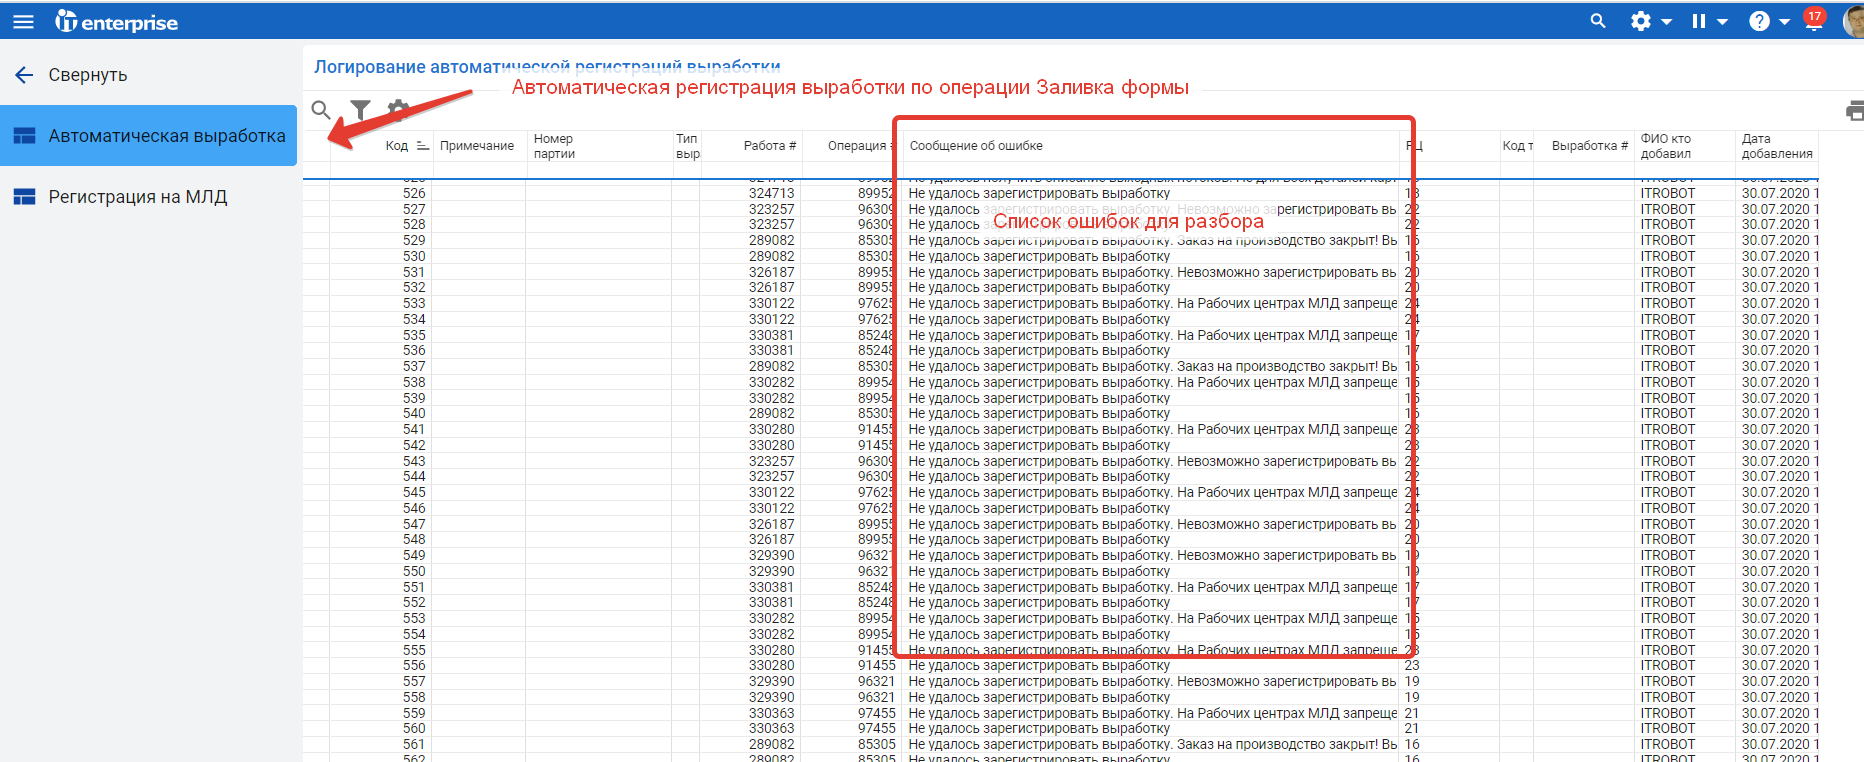 enterprise
17
Свернуть
Автоматическая выработка
Регистрация на МЛД
Логирование автоматической регистраций выработки
Автоматическая регистрация выработки по операции Заливка формы
Код Примечание Номер партии Тип выр Работа # Операция # Сообщение об ошибке РЦ Код т Выработка # ФИО кто добавил Дата добавления
526 324713 89952 Не удалось зарегистрировать выработку 18 ITROBOT 30.07.2020 1
527 323257 96309 Не удалось зарегистрировать выработку. Невозможно зарегистрировать вы 22 ITROBOT 30.07.2020 1
Список ошибок для разбора
528 323257 96309 Не удалось 22 ITROBOT 30.07.2020 1
529 289082 85305 Не удалось зарегистрировать выработку. Заказ на производство закрыт! Вы 16 ITROBOT 30.07.2020 1
530 289082 85305 Не удалось зарегистрировать выработку 16 ITROBOT 30.07.2020 1
531 326187 89955 Не удалось зарегистрировать выработку. Невозможно зарегистрировать вы 20 ITROBOT 30.07.2020 1
532 326187 89955 Не удалось зарегистрировать выработку 20 ITROBOT 30.07.2020 1
533 330122 97625 Не удалось зарегистрировать выработку. На Рабочих центрах МЛД запреще 24 ITROBOT 30.07.2020 1
534 330122 97625 Не удалось зарегистрировать выработку 24 ITROBOT 30.07.2020 1
535 330381 85248 Не удалось зарегистрировать выработку. На Рабочих центрах МЛД запреще 17 ITROBOT 30.07.2020 1
536 330381 85248 Не удалось зарегистрировать выработку 17 ITROBOT 30.07.2020 1
537 289082 85305 Не удалось зарегистрировать выработку. Заказ на производство закрыт! Вы 16 ITROBOT 30.07.2020 1
538 330282 89954 Не удалось зарегистрировать выработку. На Рабочих центрах МЛД запреще 15 ITROBOT 30.07.2020 1
539 330282 89954 Не удалось зарегистрировать выработку 15 ITROBOT 30.07.2020 1
540 289082 85305 Не удалось зарегистрировать выработку 16 ITROBOT 30.07.2020 1
541 330280 91455 Не удалось зарегистрировать выработку. На Рабочих центрах МЛД запреще 23 ITROBOT 30.07.2020 1
542 330280 91455 Не удалось зарегистрировать выработку 23 ITROBOT 30.07.2020 1
543 323257 96309 Не удалось зарегистрировать выработку. Невозможно зарегистрировать вы 22 ITROBOT 30.07.2020 1
544 323257 96309 Не удалось зарегистрировать выработку 22 ITROBOT 30.07.2020 1
545 330122 97625 Не удалось зарегистрировать выработку. На Рабочих центрах МЛД запреще 24 ITROBOT 30.07.2020 1
546 330122 97625 Не удалось зарегистрировать выработку 24 ITROBOT 30.07.2020 1
547 326187 89955 Не удалось зарегистрировать выработку. Невозможно зарегистрировать вы 20 ITROBOT 30.07.2020 1
548 326187 89955 Не удалось зарегистрировать выработку 20 ITROBOT 30.07.2020 1
549 329390 96321 Не удалось зарегистрировать выработку. Невозможно зарегистрировать вы 19 ITROBOT 30.07.2020 1
550 329390 96321 Не удалось зарегистрировать выработку 19 ITROBOT 30.07.2020 1
551 330381 85248 Не удалось зарегистрировать выработку. На Рабочих центрах МЛД запреще 17 ITROBOT 30.07.2020 1
552 330381 85248 Не удалось зарегистрировать выработку 17 ITROBOT 30.07.2020 1
553 330282 89954 Не удалось зарегистрировать выработку. На Рабочих центрах МЛД запреще 15 ITROBOT 30.07.2020 1
554 330282 89954 Не удалось зарегистрировать выработку 15 ITROBOT 30.07.2020 1
555 330280 91455 Не удалось зарегистрировать выработку. На Рабочих центрах МЛД запреще 23 ITROBOT 30.07.2020 1
556 330280 91455 Не удалось зарегистрировать выработку 23 ITROBOT 30.07.2020 1
557 329390 96321 Не удалось зарегистрировать выработку. Невозможно зарегистрировать вы 19 ITROBOT 30.07.2020 1
558 329390 96321 Не удалось зарегистрировать выработку 19 ITROBOT 30.07.2020 1
559 330363 97455 Не удалось зарегистрировать выработку. На Рабочих центрах МЛД запреще 21 ITROBOT 30.07.2020 1
560 330363 97455 Не удалось зарегистрировать выработку 21 ITROBOT 30.07.2020 1
561 289082 85305 Не удалось зарегистрировать выработку. Заказ на производство закрыт! Вы 16 ITROBOT 30.07.2020 1
562 289082 85305 Не удалось зарегистрировать выработку 16 ITROBOT 30.07.2020 1